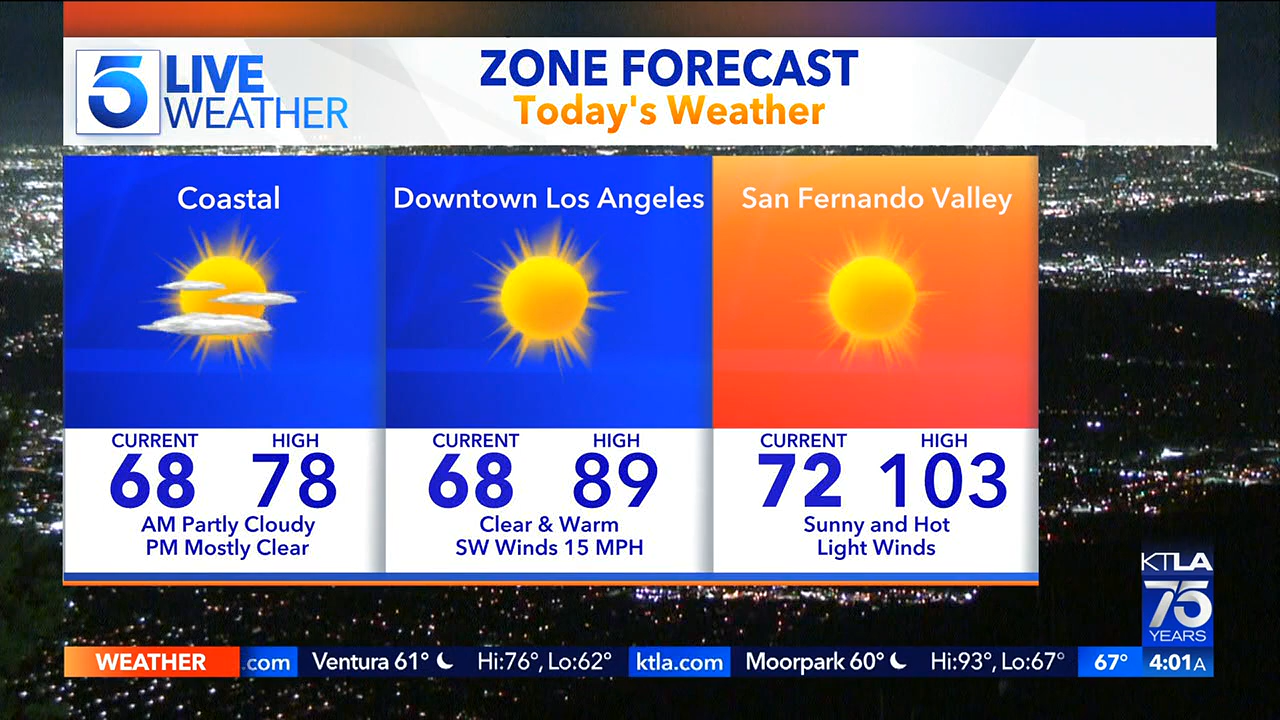 5 LIVE
WEATHER
ZONE FORECAST
Today's Weather
Coastal
CURRENT HIGH
68 78
AM Partly Cloudy
PM Mostly Clear
Downtown Los Angeles
CURRENT HIGH
68 89
Clear & Warm
SW Winds 15 MPH
San Fernando Valley
CURRENT HIGH
72 103
Sunny and Hot
Light Winds
KTLA
75
YEARS
WEATHER .com Ventura 61° Hi:76°, Lo:62° ktla.com Moorpark 60° Hi:93°, Lo:67° 67° 4:01A